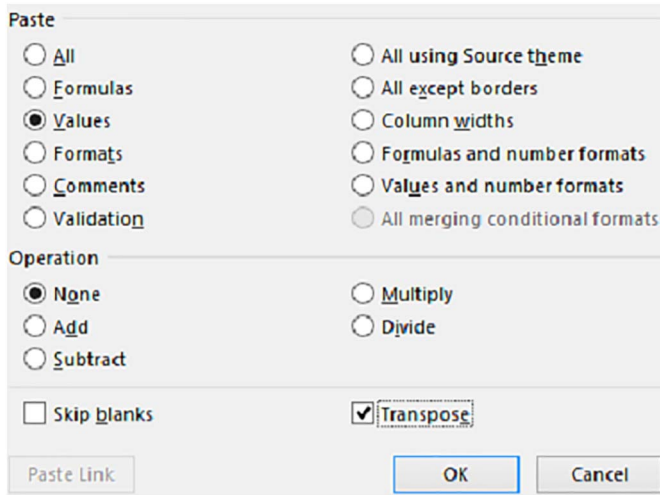 Paste
All
All using Source theme
Formulas
All except borders
Values
Column widths
Formats
Formulas and number formats
Comments
Values and number formats
Validation
All merging conditional formats
Operation
None
Multiply
Add
Divide
Subtract
Skip blanks
Transpose
Paste Link
OK
Cancel